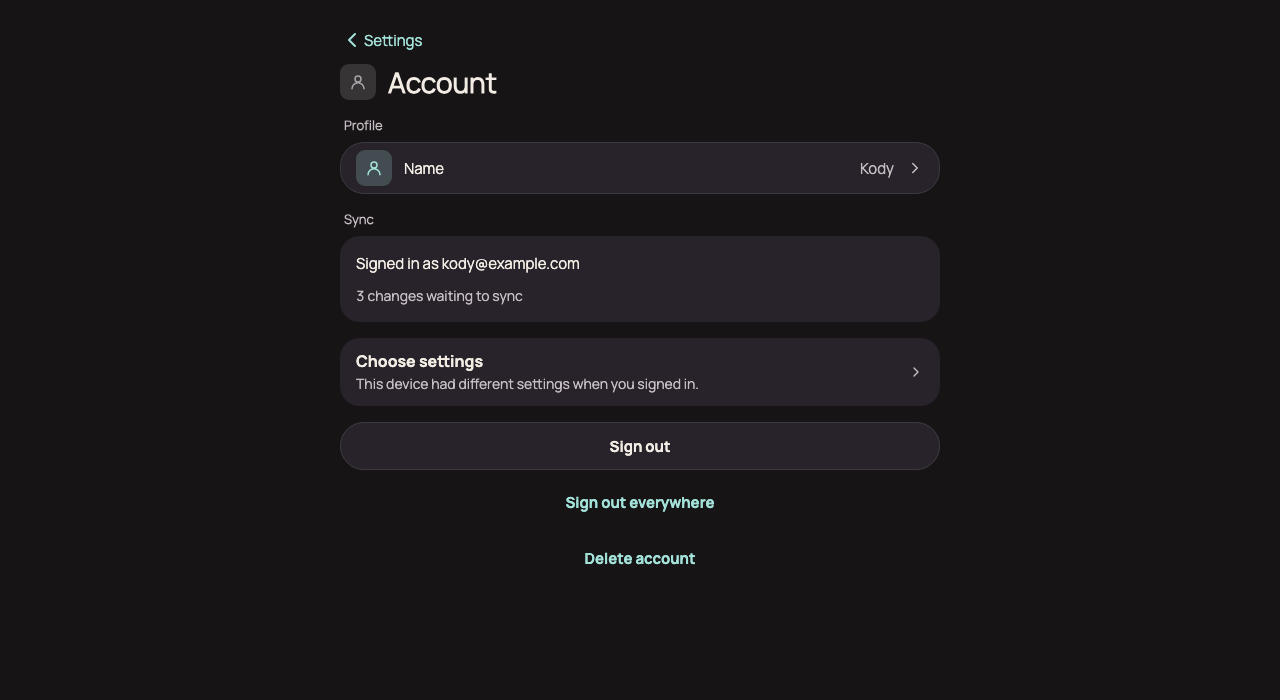 Settings
Account
Profile
Name Kody
Sync
Signed in as kody@example.com
3 changes waiting to sync
Choose settings
This device had different settings when you signed in.
Sign out
Sign out everywhere
Delete account